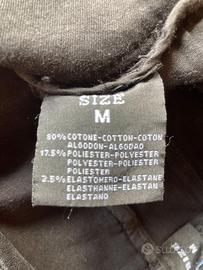 SIZE
M
80% COTONE-COTTON-COTON
ALGODON-ALGODAO
17.5% POLIESTER-POLYESTER
POLIESTER-POLYESTER
POLIESTER
2.5% ELASTOMERO-ELASTANE
ELASTHANNE-ELASTAN
ELASTANO
subito